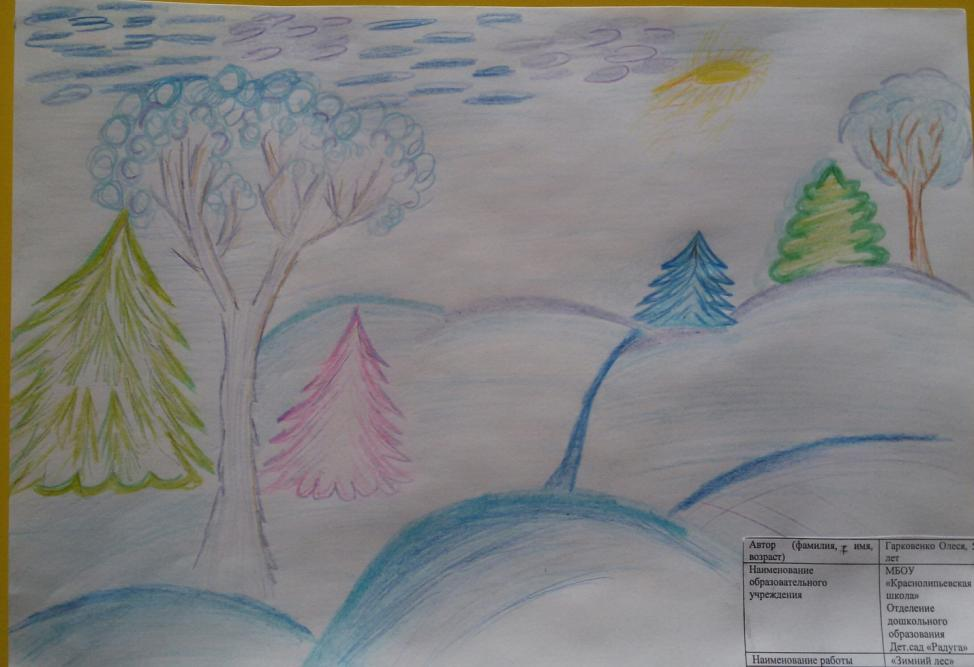 Автор (фамилия, имя, возраст)
Гарковенко Олеся, 5 лет
Наименование образовательного учреждения
МБОУ
«Краснолипьевская
школа»
Отделение
дошкольного
образования
Дет.сад «Радуга»
Наименование работы
«Зимний лес»